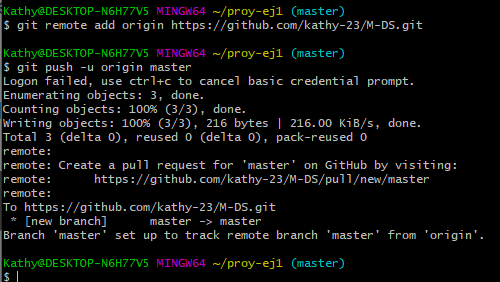 Kathy@DESKTOP-N6H77V5 MINGW64 ~/proy-ej1 (master)
$ git remote add origin https://github.com/kathy-23/M-DS.git
Kathy@DESKTOP-N6H77V5 MINGW64 ~/proy-ej1 (master)
$ git push -u origin master
Logon failed, use ctrl+c to cancel basic credential prompt.
Enumerating objects: 3, done.
Counting objects: 100% (3/3), done.
Writing objects: 100% (3/3), 216 bytes | 216.00 KiB/s, done.
Total 3 (delta 0), reused 0 (delta 0), pack-reused 0
remote:
remote: Create a pull request for 'master' on GitHub by visiting:
remote:      https://github.com/kathy-23/M-DS/pull/new/master
remote:
To https://github.com/kathy-23/M-DS.git
 * [new branch]      master -> master
Branch 'master' set up to track remote branch 'master' from 'origin'.
Kathy@DESKTOP-N6H77V5 MINGW64 ~/proy-ej1 (master)
$